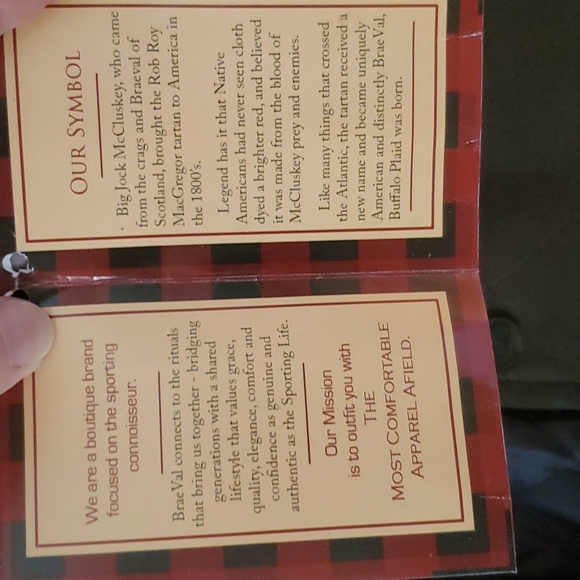 We are a boutique brand
focused on the sporting
connoisseur.
BraeVal connects to the rituals
that bring us together - bridging
generations with a shared
lifestyle that values grace,
quality, elegance, comfort and
confidence as genuine and
authentic as the Sporting Life.
Our Mission
is to outfit you with
THE
MOST COMFORTABLE
APPAREL AFIELD.
OUR SYMBOL
Big Jock McCluskey, who came
from the crags and Braeval of
Scotland, brought the Rob Roy
MacGregor tartan to America in
the 1800's.
Legend has it that Native
Americans had never seen cloth
dyed a brighter red, and believed
it was made from the blood of
McCluskey prey and enemies.
Like many things that crossed
the Atlantic, the tartan received a
new name and became uniquely
American and distinctly BraeVal,
Buffalo Plaid was born.